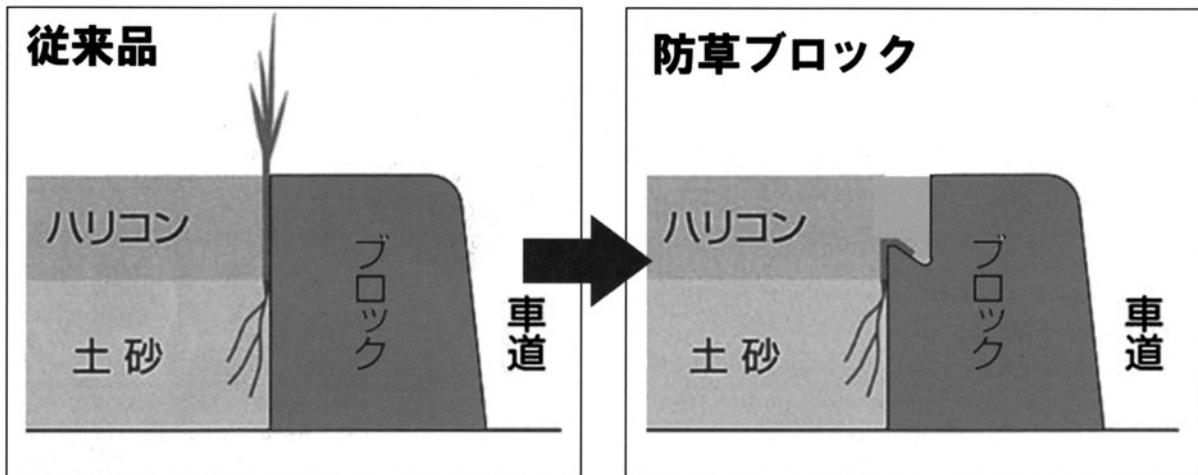 従来品
ハリコン
土砂
ブロック
車道
防草ブロック
ハリコン
土砂
ブロック
車道